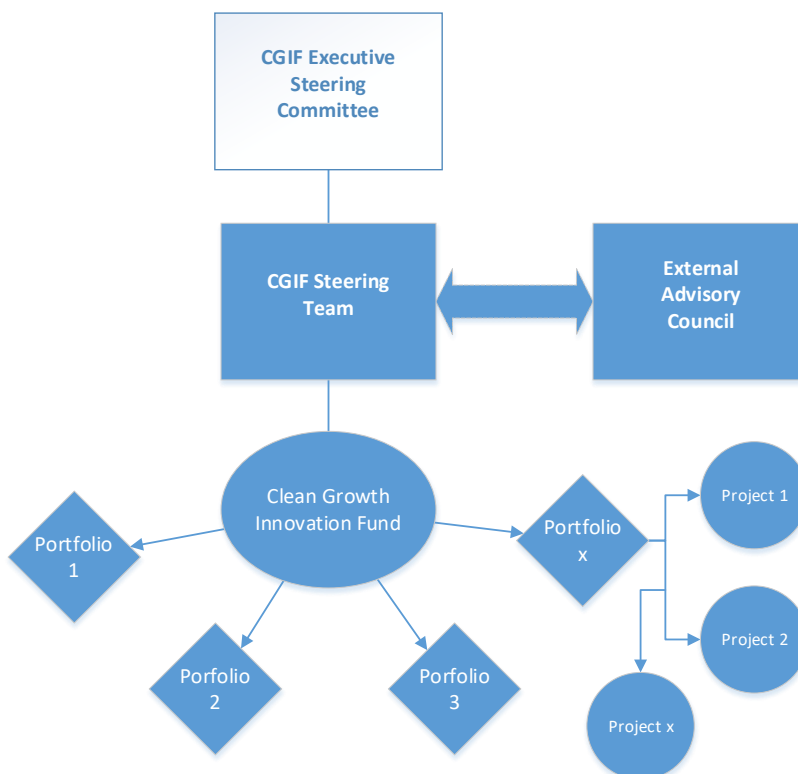 CGIF Executive
Steering
Committee
CGIF Steering
Team
External
Advisory
Council
Clean Growth
Innovation Fund
Portfolio
1
Porfolio
2
Porfolio
3
Portfolio
x
Project 1
Project 2
Project x